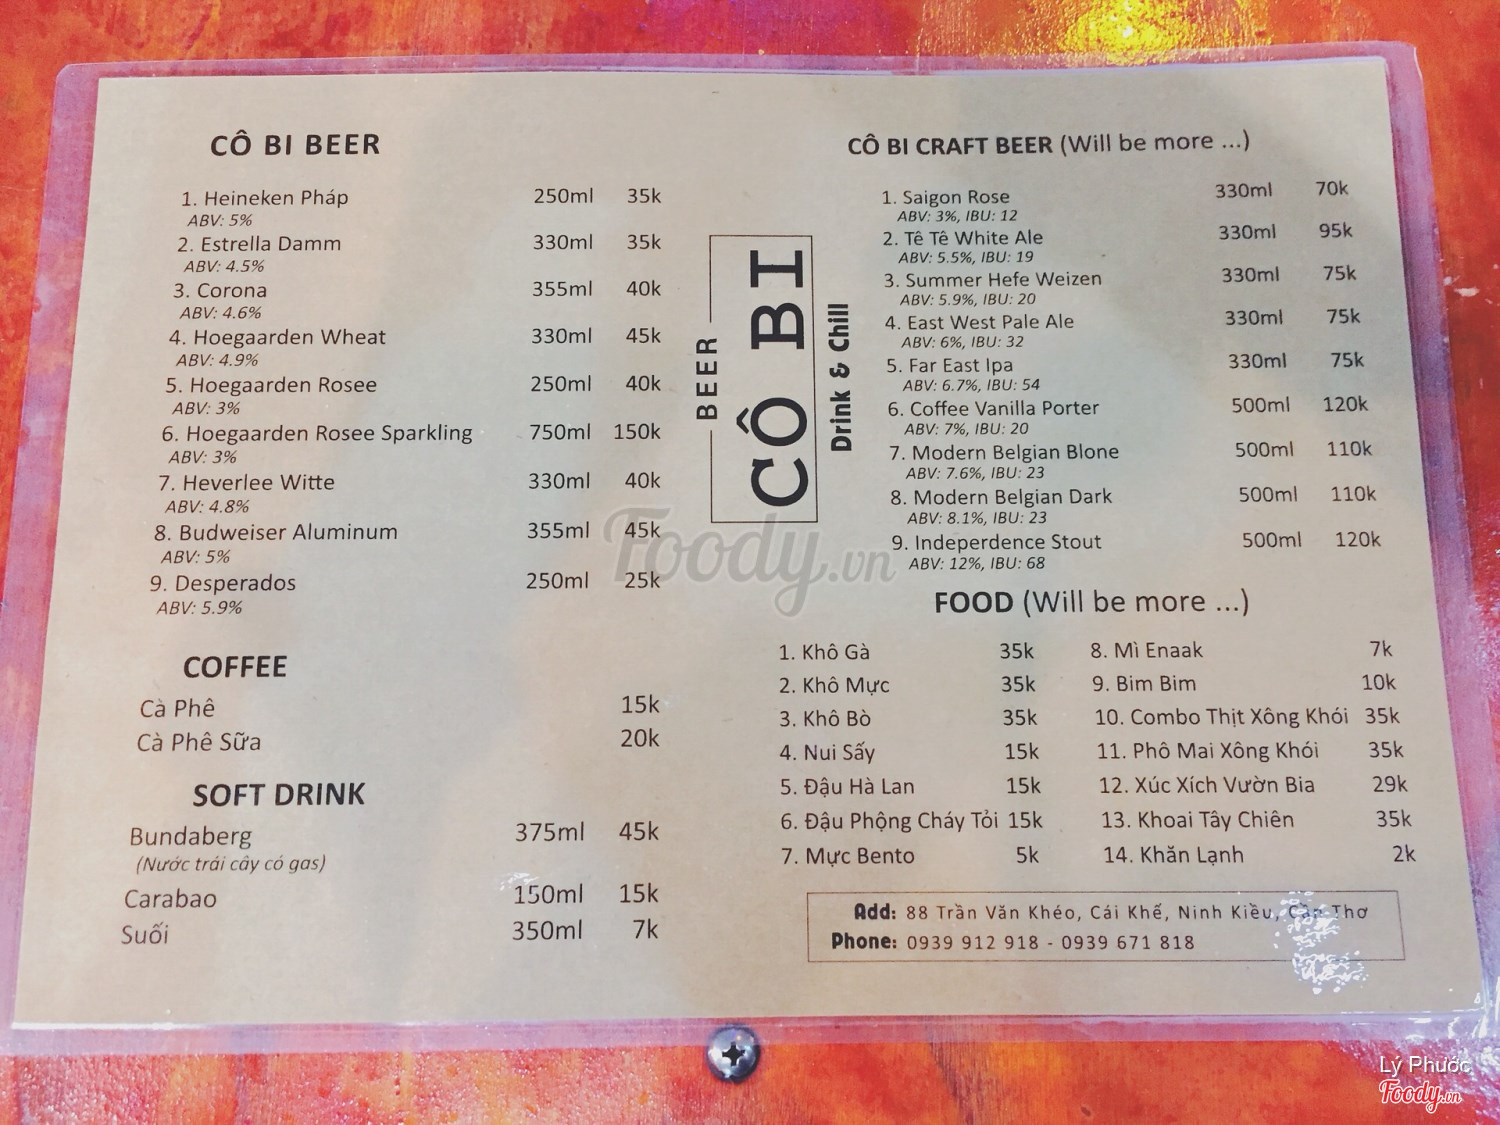 CÔ BI BEER
1. Heineken Pháp 250ml 35k
ABV: 5%
2. Estrella Damm 330ml 35k
ABV: 4.5%
3. Corona 355ml 40k
ABV: 4.6%
4. Hoegaarden Wheat 330ml 45k
ABV: 4.9%
5. Hoegaarden Rosee 250ml 40k
ABV: 3%
6. Hoegaarden Rosee Sparkling 750ml 150k
ABV: 3%
7. Heverlee Witte 330ml 40k
ABV: 4.8%
8. Budweiser Aluminum 355ml 45k
ABV: 5%
9. Desperados 250ml 25k
ABV: 5.9%
COFFEE
Cà Phê 15k
Cà Phê Sữa 20k
SOFT DRINK
Bundaberg 375ml 45k
(Nước trái cây có gas)
Carabao 150ml 15k
Suối 350ml 7k
BEER
CÔ BI
Drink & Chill
CÔ BI CRAFT BEER (Will be more ...)
1. Saigon Rose 330ml 70k
ABV: 3%, IBU: 12
2. Tê Tê White Ale 330ml 95k
ABV: 5.5%, IBU: 19
3. Summer Hefe Weizen 330ml 75k
ABV: 5.9%, IBU: 20
4. East West Pale Ale 330ml 75k
ABV: 6%, IBU: 32
5. Far East Ipa 330ml 75k
ABV: 6.7%, IBU: 54
6. Coffee Vanilla Porter 500ml 120k
ABV: 7%, IBU: 20
7. Modern Belgian Blone 500ml 110k
ABV: 7.6%, IBU: 23
8. Modern Belgian Dark 500ml 110k
ABV: 8.1%, IBU: 23
9. Indeperdence Stout 500ml 120k
ABV: 12%, IBU: 68
FOOD (Will be more ...)
1. Khô Gà 35k
2. Khô Mực 35k
3. Khô Bò 35k
4. Nui Sấy 15k
5. Đậu Hà Lan 15k
6. Đậu Phộng Cháy Tỏi 15k
7. Mực Bento 5k
8. Mì Enaak 7k
9. Bim Bim 10k
10. Combo Thịt Xông Khói 35k
11. Phô Mai Xông Khói 35k
12. Xúc Xích Vườn Bia 29k
13. Khoai Tây Chiên 35k
14. Khăn Lạnh 2k
Add: 88 Trần Văn Khéo, Cái Khế, Ninh Kiều, Cần Thơ
Phone: 0939 912 918 - 0939 671 818
Foody.vn
Lý Phước
Foody.vn